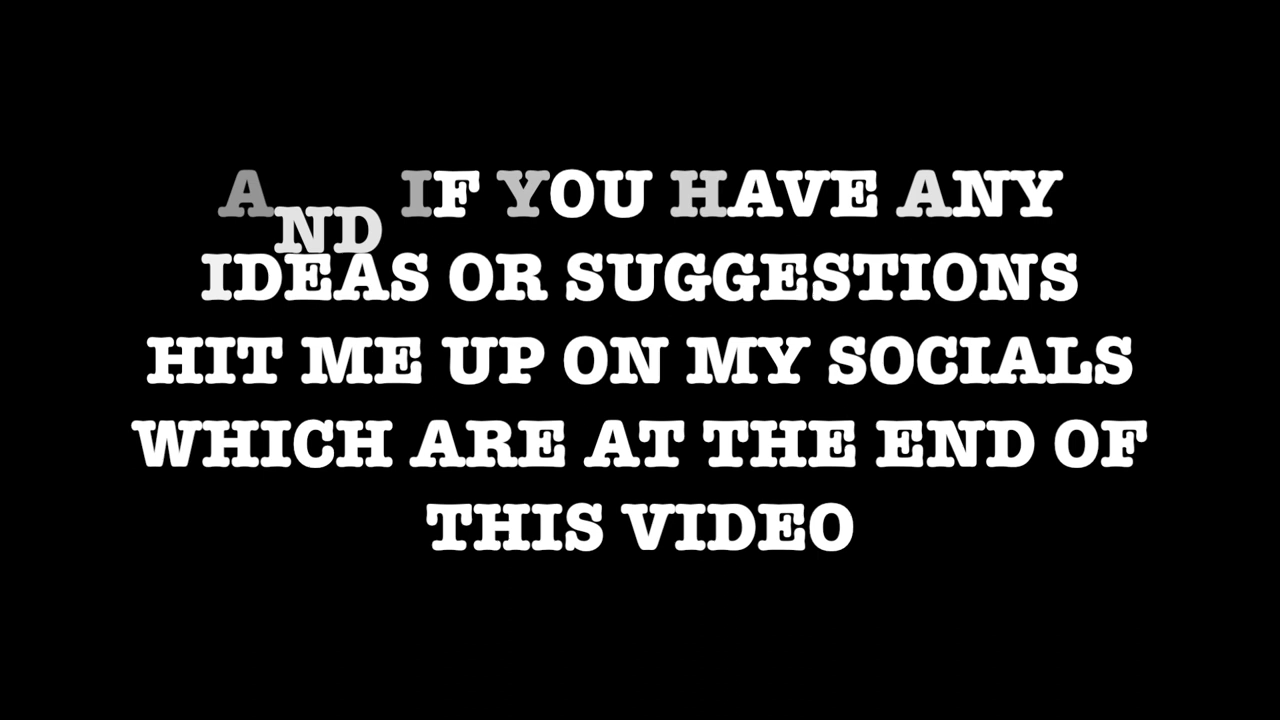 AND IF YOU HAVE ANY
IDEAS OR SUGGESTIONS
HIT ME UP ON MY SOCIALS
WHICH ARE AT THE END OF
THIS VIDEO